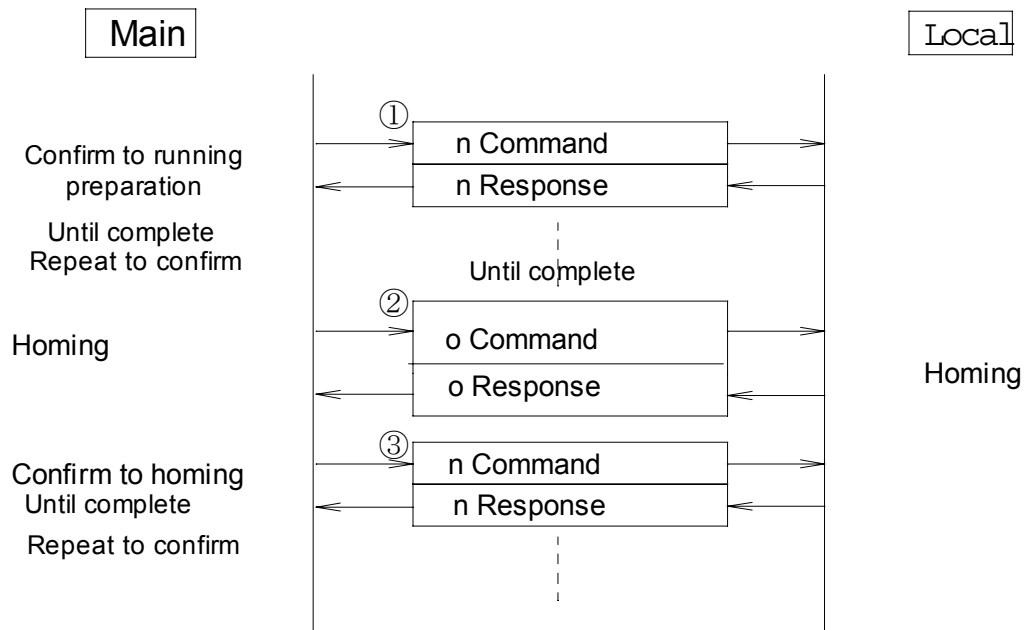 Main
Local
①
n Command
Confirm to running
preparation
n Response
Until complete
Repeat to confirm
Until complete
②
Homing
o Command
o Response
Homing
③
Confirm to homing
n Command
Until complete
n Response
Repeat to confirm